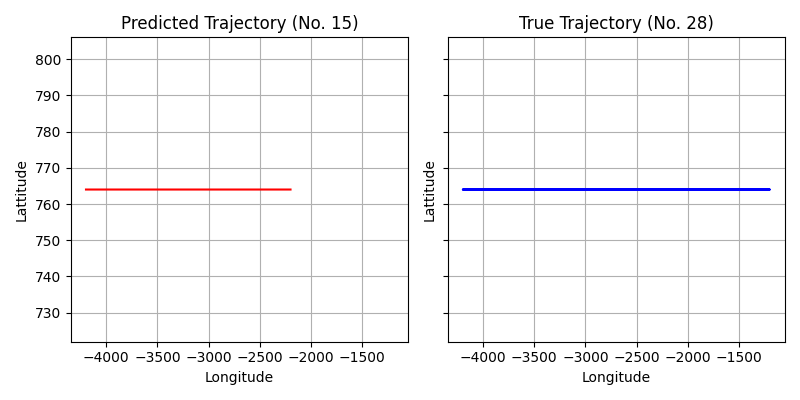 Predicted Trajectory (No. 15)
True Trajectory (No. 28)
Lattitude
800
790
780
770
760
750
740
730
−4000 −3500 −3000 −2500 −2000 −1500
Longitude
Lattitude
−4000 −3500 −3000 −2500 −2000 −1500
Longitude